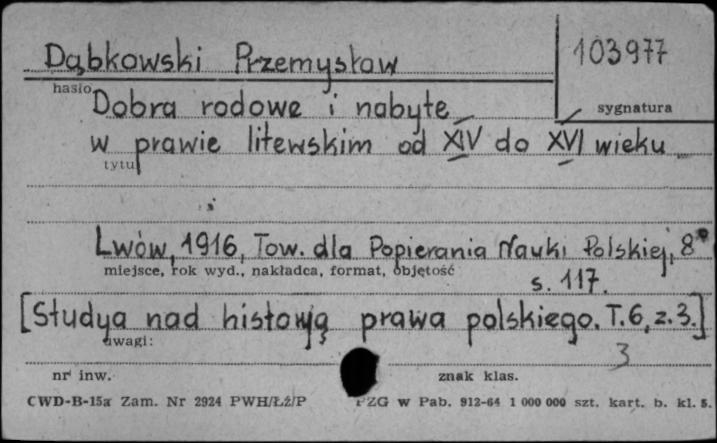 Dąbkowski Przemysław
103977
hasło
Dobra rodowe i nabyte
sygnatura
w prawie litewskim od XIV do XVI wieku
tytuł
Lwów, 1916, Tow. dla Popierania Nauki Polskiej, 8°
miejsce, rok wyd., nakładca, format, objętość
s. 117.
[Studya nad historyą prawa polskiego. T.6, z.3.]
uwagi:
3
nr inw.
znak klas.
CWD-B-15a Zam. Nr 2924 PWH/Łź/P PZG w Pab. 912-64 1 000 000 szt. kart. b. kl. 5.